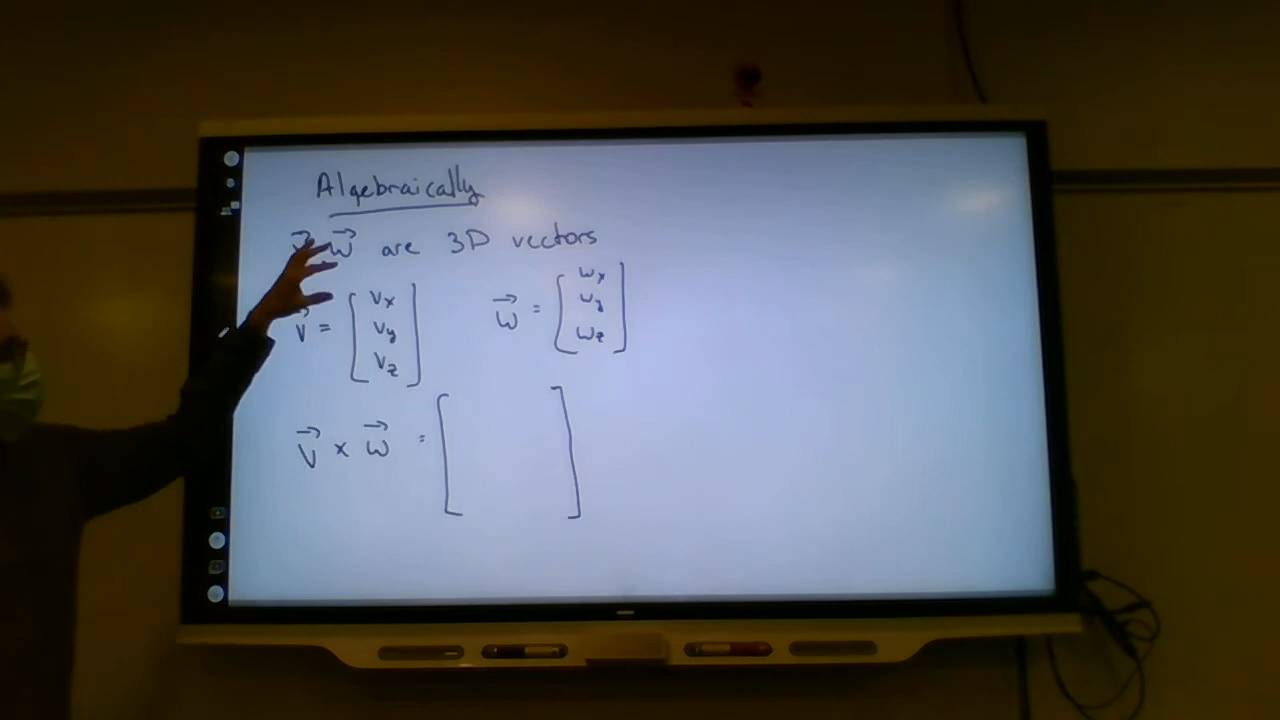 Algebraically
v⃗, w⃗ are 3D vectors
v⃗ = [ vx vy vz ] w⃗ = [ wx wy wz ]
v⃗ × w⃗ = [ ]